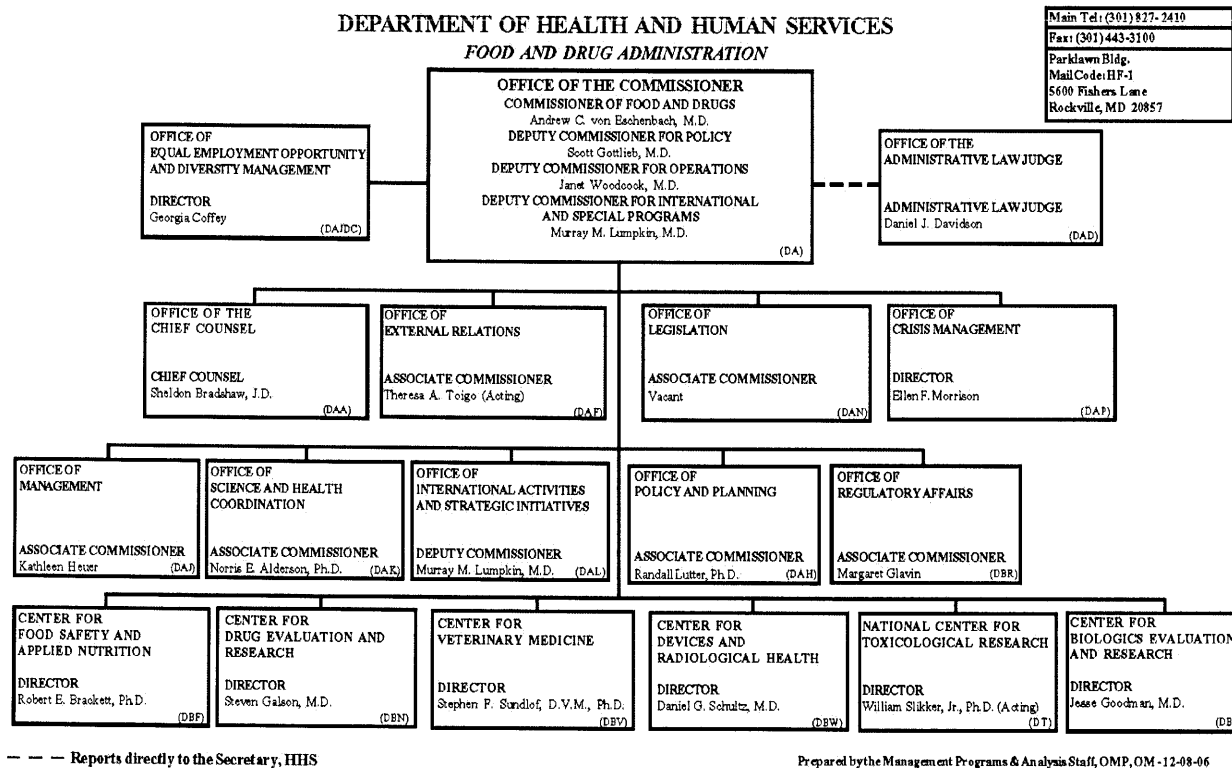 DEPARTMENT OF HEALTH AND HUMAN SERVICES
FOOD AND DRUG ADMINISTRATION
Main Tel: (301) 827-2410
Fax: (301) 443-3100
Parklawn Bldg.
Mail Code: HF-1
5600 Fishers Lane
Rockville, MD 20857
OFFICE OF THE COMMISSIONER
COMMISSIONER OF FOOD AND DRUGS
Andrew C. von Eschenbach, M.D.
DEPUTY COMMISSIONER FOR POLICY
Scott Gottlieb, M.D.
DEPUTY COMMISSIONER FOR OPERATIONS
Janet Woodcock, M.D.
DEPUTY COMMISSIONER FOR INTERNATIONAL
AND SPECIAL PROGRAMS
Murray M. Lumpkin, M.D.
(DA)
OFFICE OF
EQUAL EMPLOYMENT OPPORTUNITY
AND DIVERSITY MANAGEMENT
DIRECTOR
Georgia Coffey
(DAJDC)
OFFICE OF THE
ADMINISTRATIVE LAW JUDGE
ADMINISTRATIVE LAW JUDGE
Daniel J. Davidson
(DAD)
OFFICE OF THE
CHIEF COUNSEL
CHIEF COUNSEL
Sheldon Bradshaw, J.D.
(DAA)
OFFICE OF
EXTERNAL RELATIONS
ASSOCIATE COMMISSIONER
Theresa A. Toigo (Acting)
(DAF)
OFFICE OF
LEGISLATION
ASSOCIATE COMMISSIONER
Vacant
(DAN)
OFFICE OF
CRISIS MANAGEMENT
DIRECTOR
Ellen F. Morrison
(DAP)
OFFICE OF
MANAGEMENT
ASSOCIATE COMMISSIONER
Kathleen Heuer (DAJ)
OFFICE OF
SCIENCE AND HEALTH
COORDINATION
ASSOCIATE COMMISSIONER
Norris E. Alderson, Ph.D. (DAK)
OFFICE OF
INTERNATIONAL ACTIVITIES
AND STRATEGIC INITIATIVES
DEPUTY COMMISSIONER
Murray M. Lumpkin, M.D. (DAL)
OFFICE OF
POLICY AND PLANNING
ASSOCIATE COMMISSIONER
Randall Lutter, Ph.D. (DAH)
OFFICE OF
REGULATORY AFFAIRS
ASSOCIATE COMMISSIONER
Margaret Glavin (DBR)
CENTER FOR
FOOD SAFETY AND
APPLIED NUTRITION
DIRECTOR
Robert E. Brackett, Ph.D.
(DBF)
CENTER FOR
DRUG EVALUATION AND
RESEARCH
DIRECTOR
Steven Galson, M.D.
(DBN)
CENTER FOR
VETERINARY MEDICINE
DIRECTOR
Stephen F. Sundlof, D.V.M., Ph.D.
(DBV)
CENTER FOR
DEVICES AND
RADIOLOGICAL HEALTH
DIRECTOR
Daniel G. Schultz, M.D.
(DBW)
NATIONAL CENTER FOR
TOXICOLOGICAL RESEARCH
DIRECTOR
William Slikker, Jr., Ph.D. (Acting)
(DT)
CENTER FOR
BIOLOGICS EVALUATION
AND RESEARCH
DIRECTOR
Jesse Goodman, M.D.
(DB
Reports directly to the Secretary, HHS
Prepared by the Management Programs & Analysis Staff, OMP, OM - 12-08-06